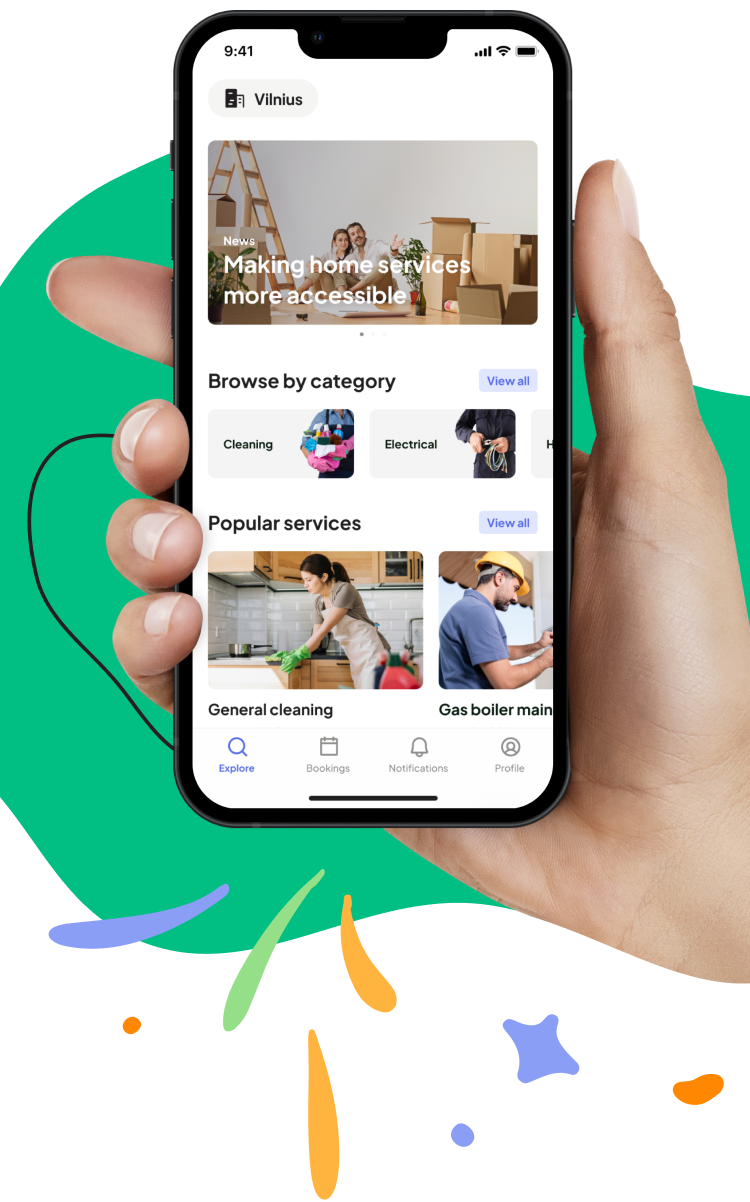 9:41
Vilnius
News
Making home services
more accessible
Browse by category
View all
Cleaning
Electrical
H
Popular services
View all
General cleaning
Gas boiler main
Explore
Bookings
Notifications
Profile